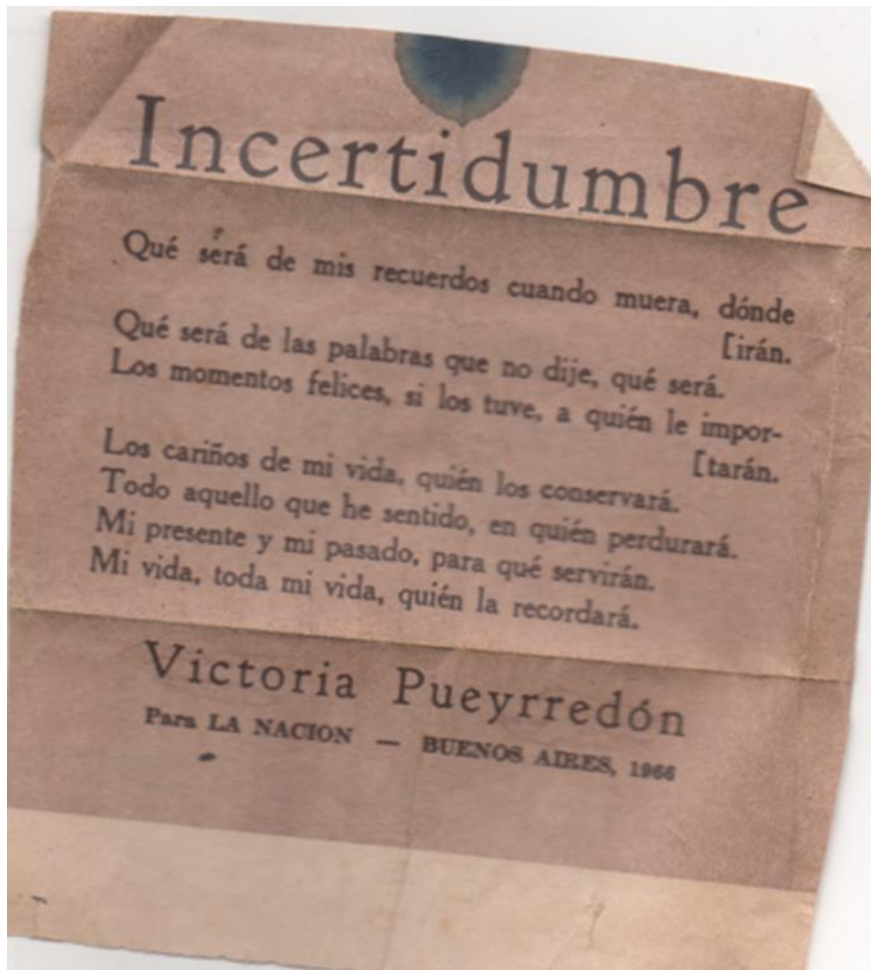 Incertidumbre
Qué será de mis recuerdos cuando muera, dónde
[irán.
Qué será de las palabras que no dije, qué será.
Los momentos felices, si los tuve, a quién le impor-
[tarán.
Los cariños de mi vida, quién los conservará.
Todo aquello que he sentido, en quién perdurará.
Mi presente y mi pasado, para qué servirán.
Mi vida, toda mi vida, quién la recordará.
Victoria Pueyrredón
Para LA NACION — BUENOS AIRES, 1966